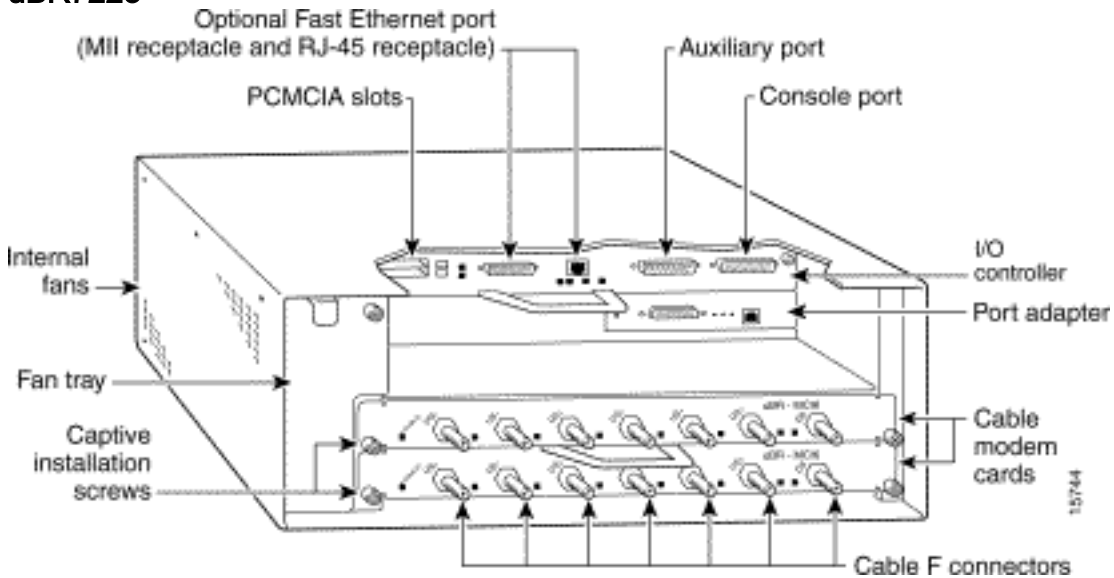 Optional Fast Ethernet port
(MII receptacle and RJ-45 receptacle)
Auxiliary port
PCMCIA slots
Console port
Internal
fans
I/O
controller
Port adapter
Fan tray
Captive
installation
screws
Cable
modem
cards
15744
Cable F connectors